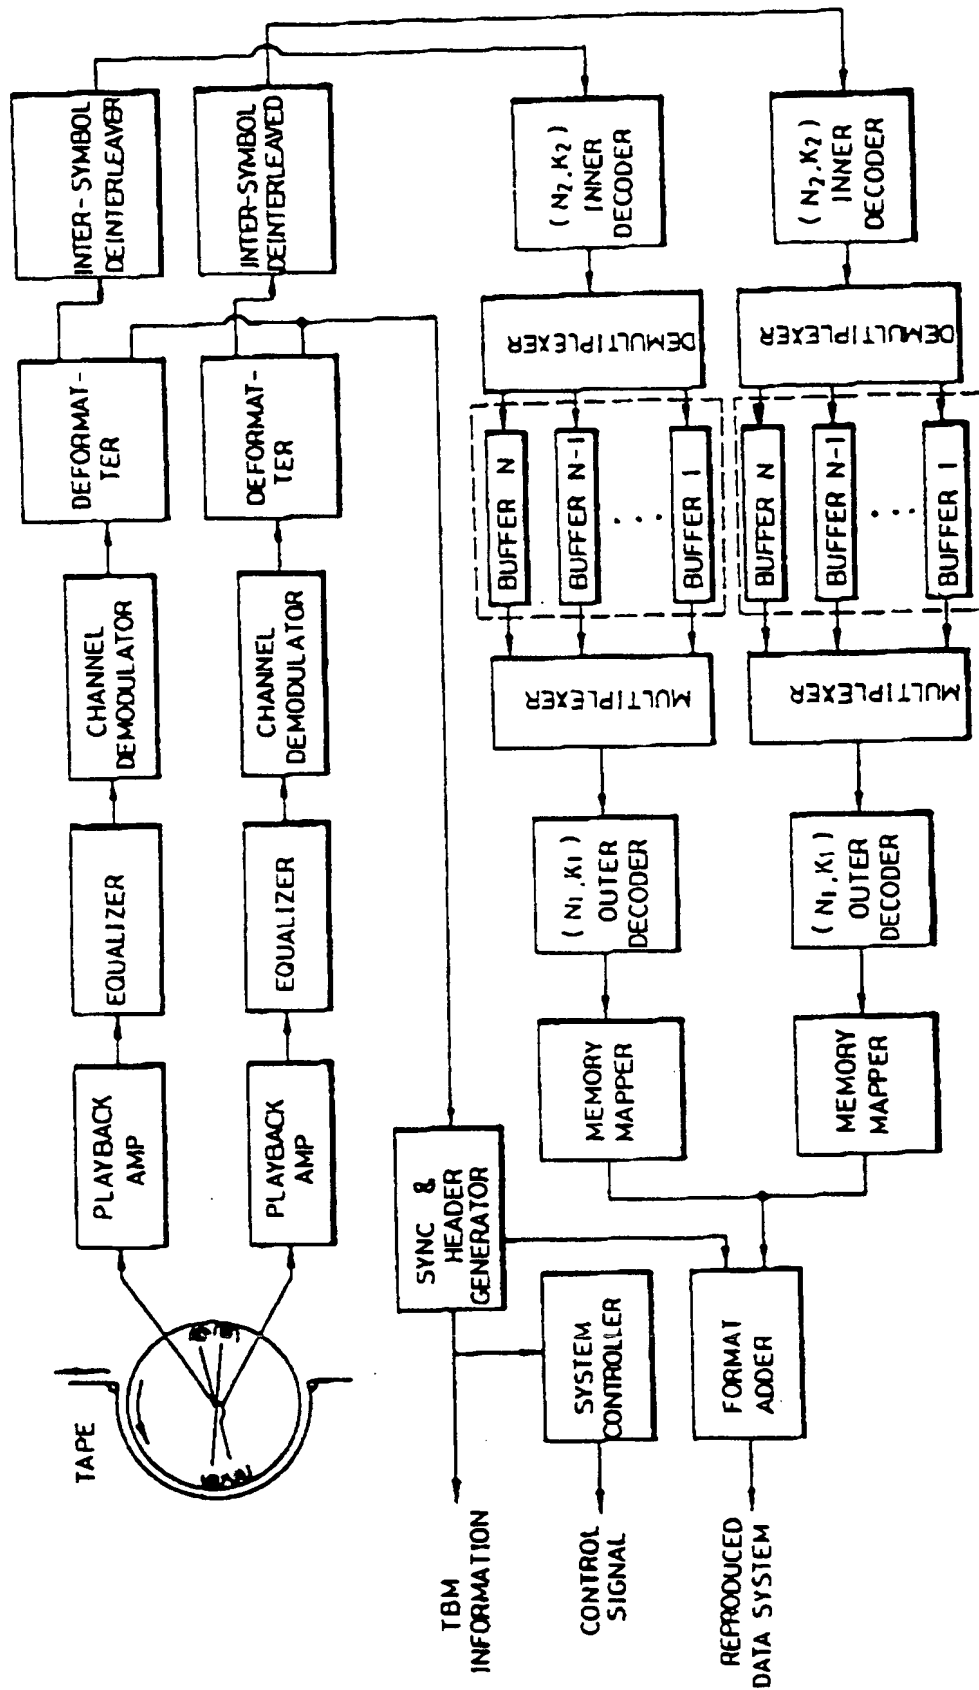 TAPE
PLAYBACK
AMP
EQUALIZER
CHANNEL
DEMODULATOR
DEFORMAT-
TER
INTER-SYMBOL
DEINTERLEAVER
PLAYBACK
AMP
EQUALIZER
CHANNEL
DEMODULATOR
DEFORMAT-
TER
INTER-SYMBOL
DEINTERLEAVED
TBM
INFORMATION
SYNC &
HEADER
GENERATOR
CONTROL
SIGNAL
SYSTEM
CONTROLLER
REPRODUCED
DATA SYSTEM
FORMAT
ADDER
MEMORY
MAPPER
(N1,K1)
OUTER
DECODER
MULTIPLEXER
BUFFER N
BUFFER N-1
. . .
BUFFER 1
DEMULTIPLEXER
(N2,K2)
INNER
DECODER
MEMORY
MAPPER
(N1,K1)
OUTER
DECODER
MULTIPLEXER
BUFFER N
BUFFER N-1
. . .
BUFFER 1
DEMULTIPLEXER
(N2,K2)
INNER
DECODER